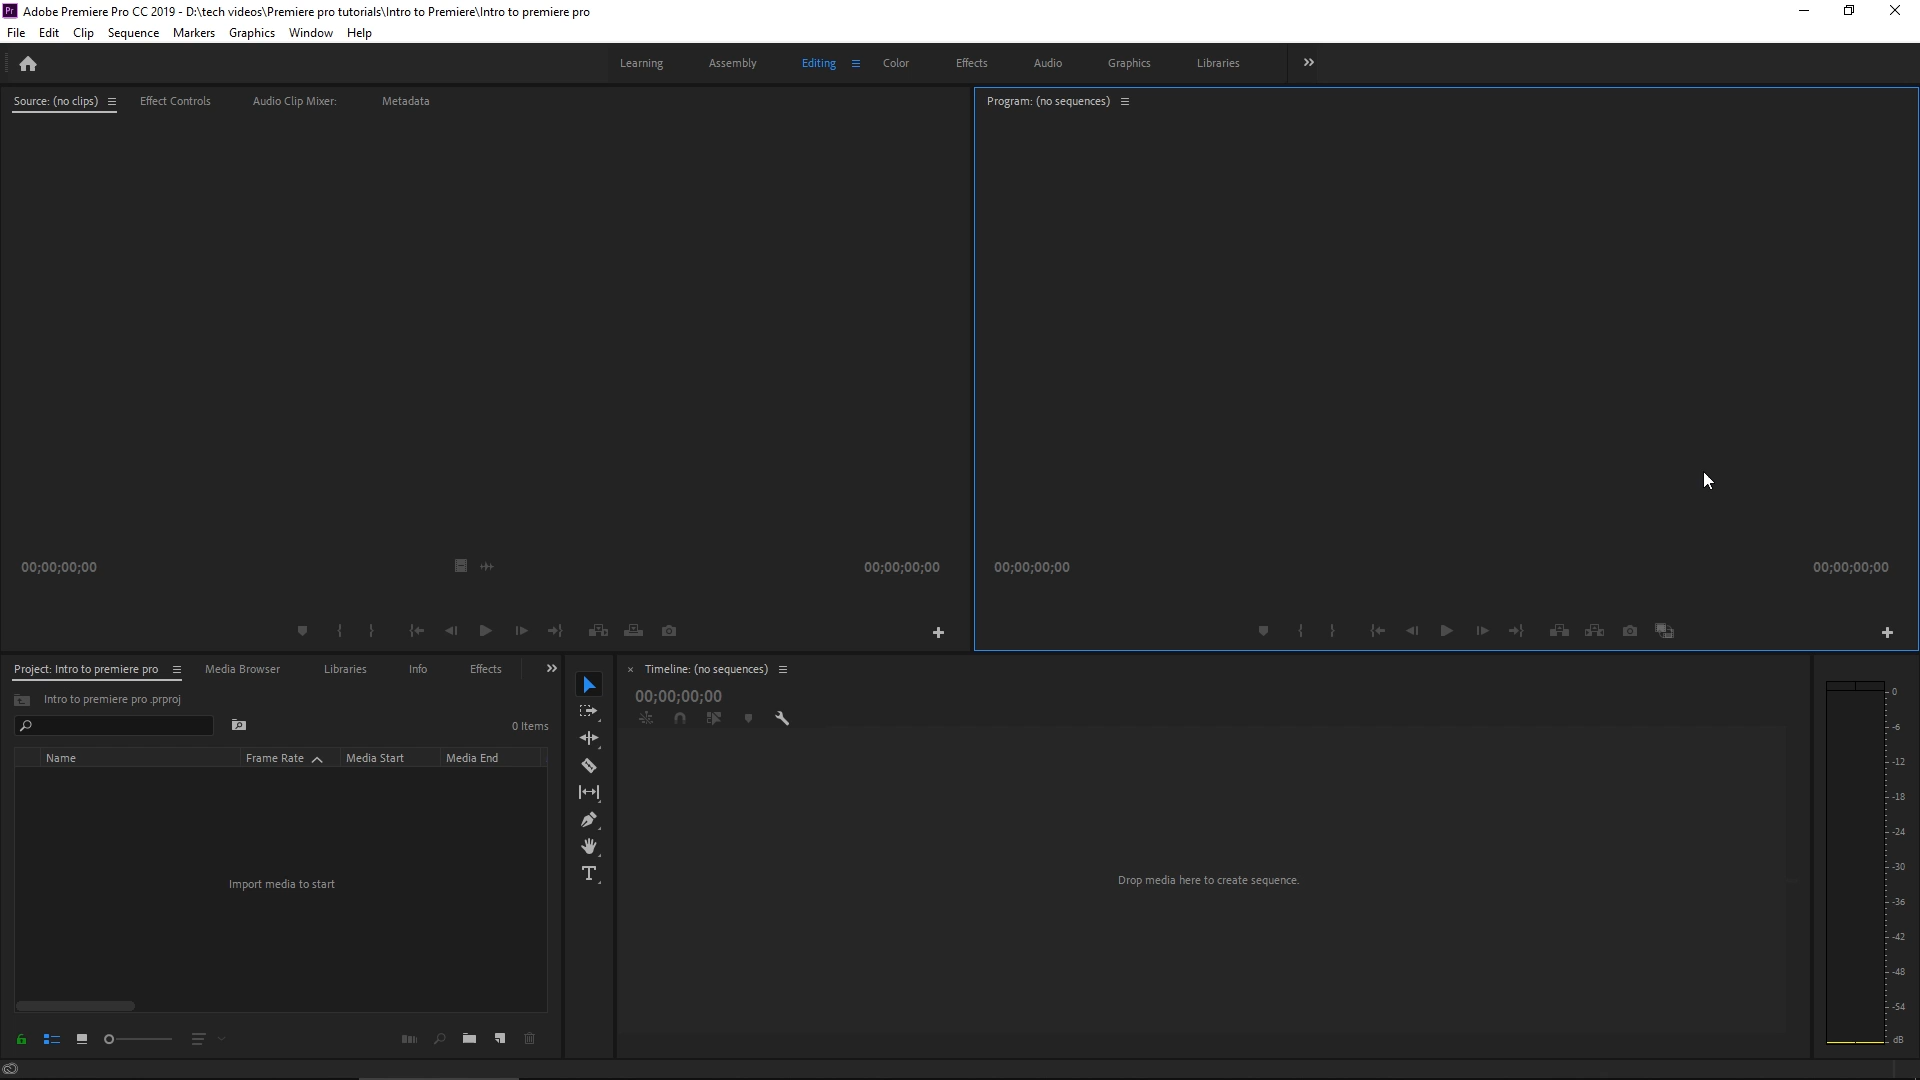 Pr Adobe Premiere Pro CC 2019 - D:\tech videos\Premiere pro tutorials\Intro to Premiere\Intro to premiere pro
File Edit Clip Sequence Markers Graphics Window Help
Learning Assembly Editing Color Effects Audio Graphics Libraries
Source: (no clips) Effect Controls Audio Clip Mixer: Metadata
Program: (no sequences)
00;00;00;00 00;00;00;00
00;00;00;00 00;00;00;00
Project: Intro to premiere pro Media Browser Libraries Info Effects
Intro to premiere pro .prproj
0 Items
Name Frame Rate Media Start Media End
Import media to start
Timeline: (no sequences)
00;00;00;00
Drop media here to create sequence.
0
-6
-12
-18
-24
-30
-36
-42
-48
-54
dB